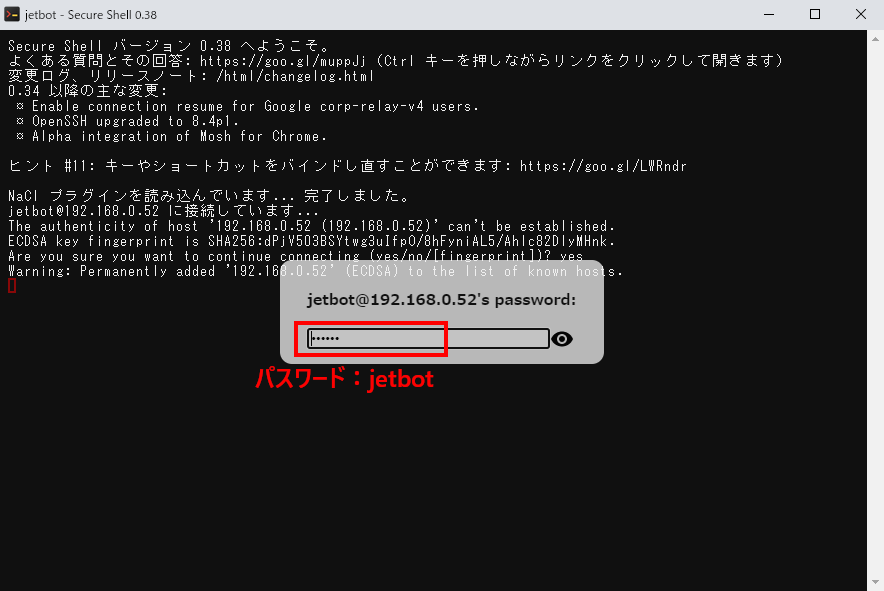 jetbot - Secure Shell 0.38
Secure Shell バージョン 0.38 へようこそ。
よくある質問とその回答: https://goo.gl/muppJj (Ctrl キーを押しながらリンクをクリックして開きます)
変更ログ、リリースノート: /html/changelog.html
0.34 以降の主な変更:
¤ Enable connection resume for Google corp-relay-v4 users.
¤ OpenSSH upgraded to 8.4p1.
¤ Alpha integration of Mosh for Chrome.
ヒント #11: キーやショートカットをバインドし直すことができます: https://goo.gl/LWRndr
NaCl プラグインを読み込んでいます... 完了しました。
jetbot@192.168.0.52 に接続しています...
The authenticity of host '192.168.0.52 (192.168.0.52)' can't be established.
ECDSA key fingerprint is SHA256:dPjV5O3BSYtwg3uIfpO/8hFyniAL5/Ahlc82DlyMHnk.
Are you sure you want to continue connecting (yes/no/[fingerprint])? yes
Warning: Permanently added '192.168.0.52' (ECDSA) to the list of known hosts.
jetbot@192.168.0.52's password:
••••••
パスワード：jetbot